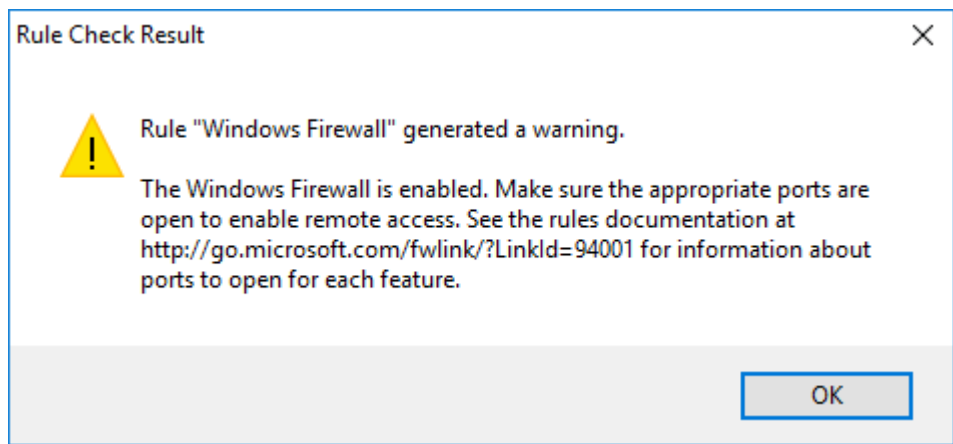 Rule Check Result
Rule "Windows Firewall" generated a warning.
The Windows Firewall is enabled. Make sure the appropriate ports are
open to enable remote access. See the rules documentation at
http://go.microsoft.com/fwlink/?LinkId=94001 for information about
ports to open for each feature.
OK